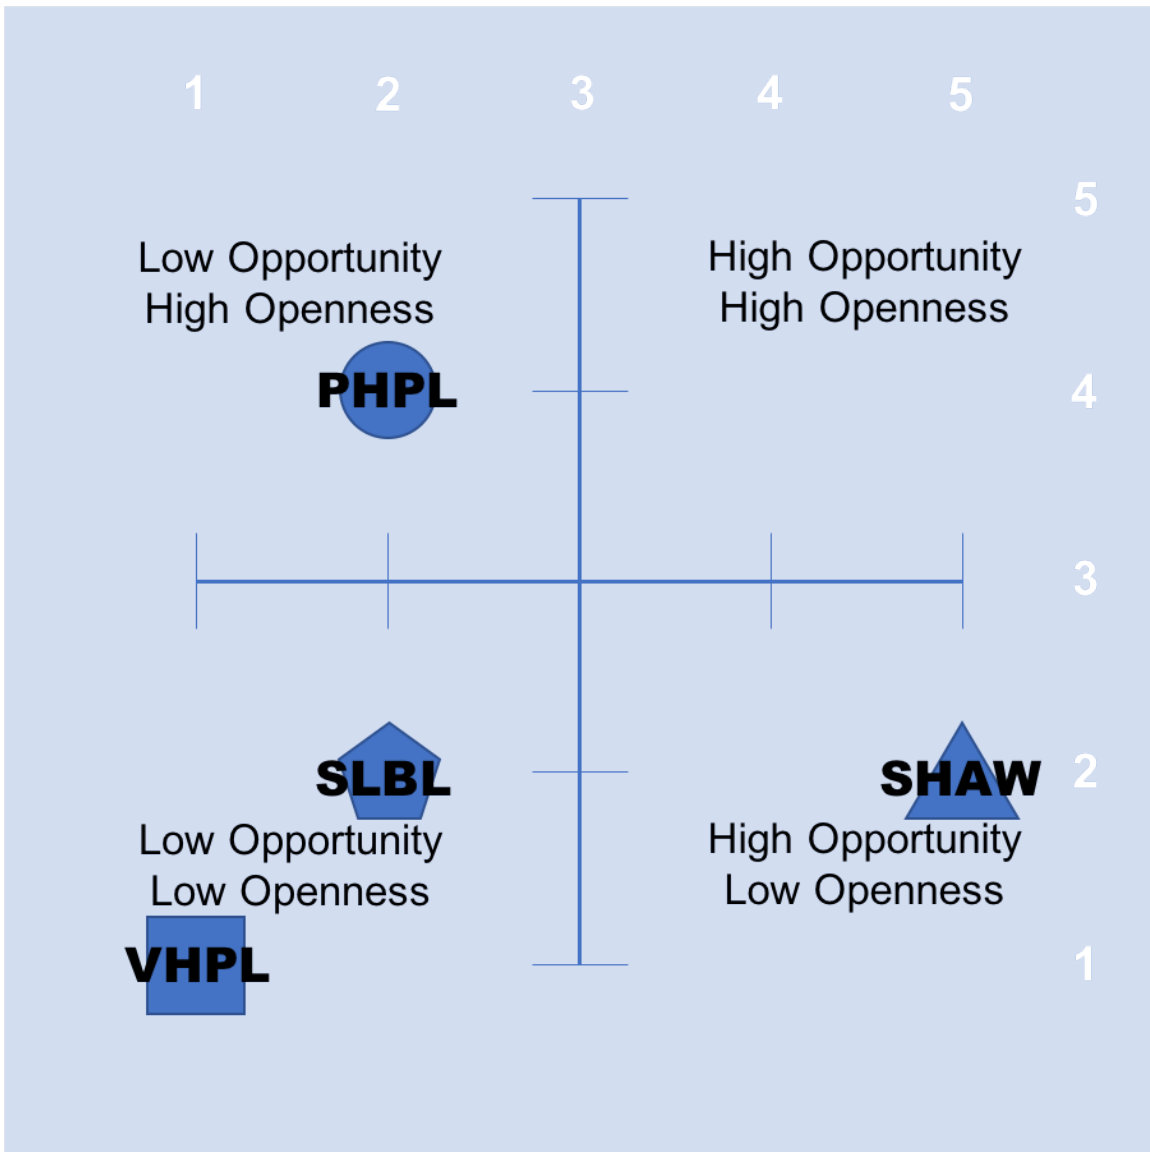 1 2 3 4 5
5
Low Opportunity
High Openness
High Opportunity
High Openness
PHPL
4
3
SLBL
SHAW
2
Low Opportunity
Low Openness
High Opportunity
Low Openness
VHPL
1